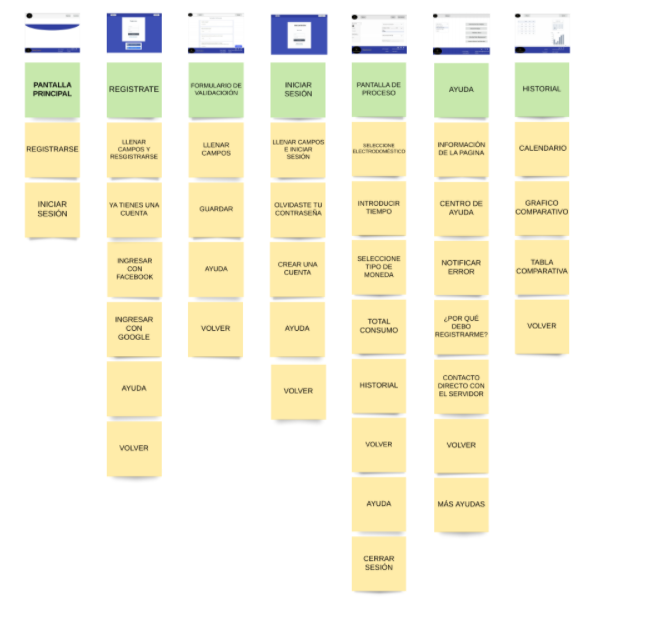 PANTALLA
PRINCIPAL
REGISTRARSE
INICIAR
SESIÓN
REGISTRATE
LLENAR
CAMPOS Y
RESGISTRARSE
YA TIENES UNA
CUENTA
INGRESAR
CON
FACEBOOK
INGRESAR
CON
GOOGLE
AYUDA
VOLVER
FORMULARIO DE
VALIDACIOIÓN
LLENAR
CAMPOS
GUARDAR
AYUDA
VOLVER
INICIAR
SESIÓN
LLENAR CAMPOS
E INICIAR
SESIÓN
OLVIDASTE TU
CONTRASEÑA
CREAR UNA
CUENTA
AYUDA
VOLVER
PANTALLA DE
PROCESO
SELECCIONE
ELECTRODOMÉSTICO
INTRODUCIR
TIEMPO
SELECCIONE
TIPO DE
MONEDA
TOTAL
CONSUMO
HISTORIAL
VOLVER
AYUDA
CERRAR
SESIÓN
AYUDA
INFORMACIÓN
DE LA PAGINA
CENTRO DE
AYUDA
NOTIFICAR
ERROR
¿POR QUÉ
DEBO
REGISTRARME?
CONTACTO
DIRECTO CON
EL SERVIDOR
VOLVER
MÁS AYUDAS
HISTORIAL
CALENDARIO
GRAFICO
COMPARATIVO
TABLA
COMPARATIVA
VOLVER